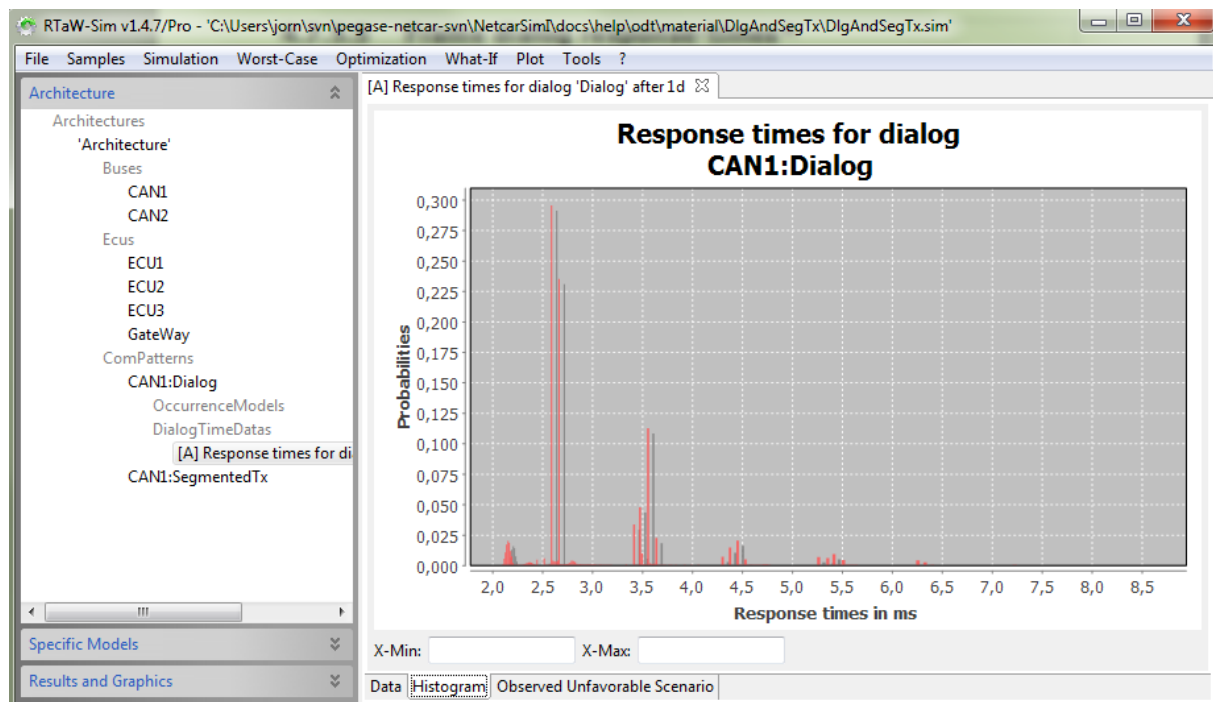 RTaW-Sim v1.4.7/Pro - 'C:\Users\jorn\svn\pegase-netcar-svn\NetcarSimI\docs\help\odt\material\DlgAndSegTx\DlgAndSegTx.sim'
File Samples Simulation Worst-Case Optimization What-If Plot Tools ?
Architecture
Architectures
'Architecture'
Buses
CAN1
CAN2
Ecus
ECU1
ECU2
ECU3
GateWay
ComPatterns
CAN1:Dialog
OccurrenceModels
DialogTimeDatas
[A] Response times for di
CAN1:SegmentedTx
Specific Models
Results and Graphics
[A] Response times for dialog 'Dialog' after 1d
Response times for dialog
CAN1:Dialog
Probabilities
0,300
0,275
0,250
0,225
0,200
0,175
0,150
0,125
0,100
0,075
0,050
0,025
0,000
2,0 2,5 3,0 3,5 4,0 4,5 5,0 5,5 6,0 6,5 7,0 7,5 8,0 8,5
Response times in ms
X-Min: X-Max:
Data Histogram Observed Unfavorable Scenario